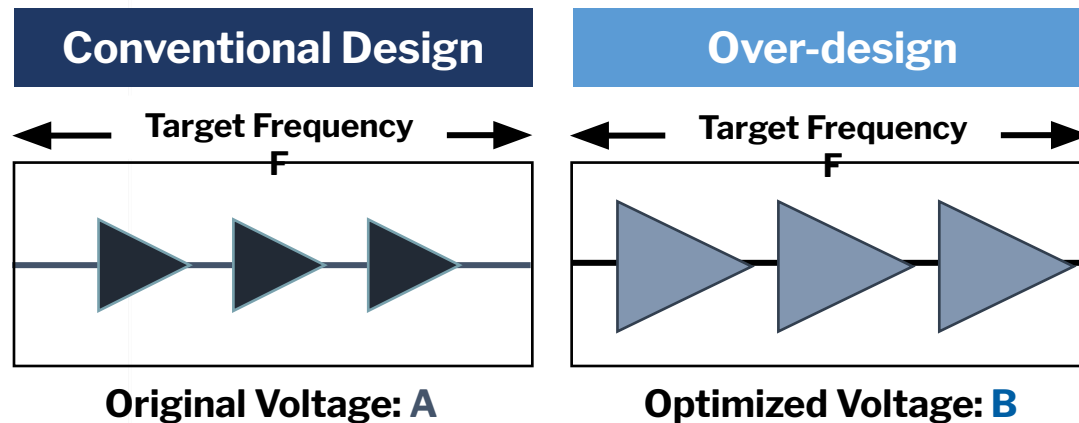 Conventional Design
Over-design
Target Frequency
F
Target Frequency
F
Original Voltage: A
Optimized Voltage: B